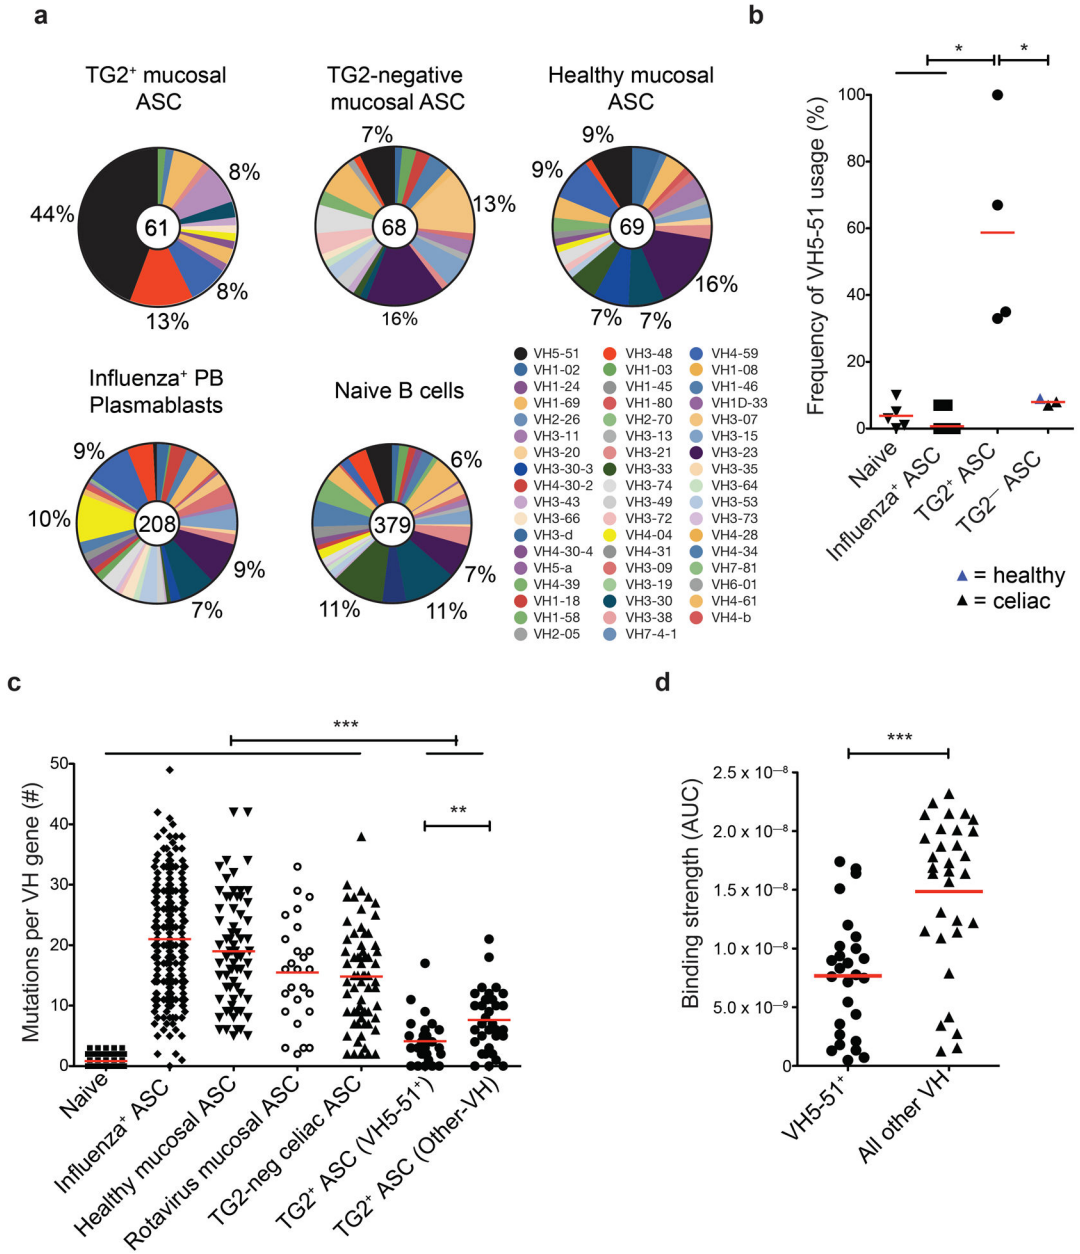 a
TG2⁺ mucosal
ASC
44%
8%
8%
13%
61
TG2-negative
mucosal ASC
7%
13%
16%
68
Healthy mucosal
ASC
9%
9%
16%
7%
7%
69
Influenza⁺ PB
Plasmablasts
9%
10%
9%
7%
208
Naive B cells
6%
7%
11%
11%
379
VH5-51 VH3-48 VH4-59
VH1-02 VH1-03 VH1-08
VH1-24 VH1-45 VH1-46
VH1-69 VH1-80 VH1D-33
VH2-26 VH2-70 VH3-07
VH3-11 VH3-13 VH3-15
VH3-20 VH3-21 VH3-23
VH3-30-3 VH3-33 VH3-35
VH4-30-2 VH3-74 VH3-64
VH3-43 VH3-49 VH3-53
VH3-66 VH3-72 VH3-73
VH3-d VH4-04 VH4-28
VH4-30-4 VH4-31 VH4-34
VH5-a VH3-09 VH7-81
VH4-39 VH3-19 VH6-01
VH1-18 VH3-30 VH4-61
VH1-58 VH3-38 VH4-b
VH2-05 VH7-4-1
b
* *
Frequency of VH5-51 usage (%)
100
80
60
40
20
0
Naive
Influenza⁺ ASC
TG2⁺ ASC
TG2⁻ ASC
= healthy
= celiac
c
***
**
Mutations per VH gene (#)
50
40
30
20
10
0
Naive
Influenza⁺ ASC
Healthy mucosal ASC
Rotavirus mucosal ASC
TG2-neg celiac ASC
TG2⁺ ASC (VH5-51⁺)
TG2⁺ ASC (Other-VH)
d
***
Binding strength (AUC)
2.5 x 10⁻⁸
2.0 x 10⁻⁸
1.5 x 10⁻⁸
1.0 x 10⁻⁸
5.0 x 10⁻⁹
0
VH5-51⁺
All other VH